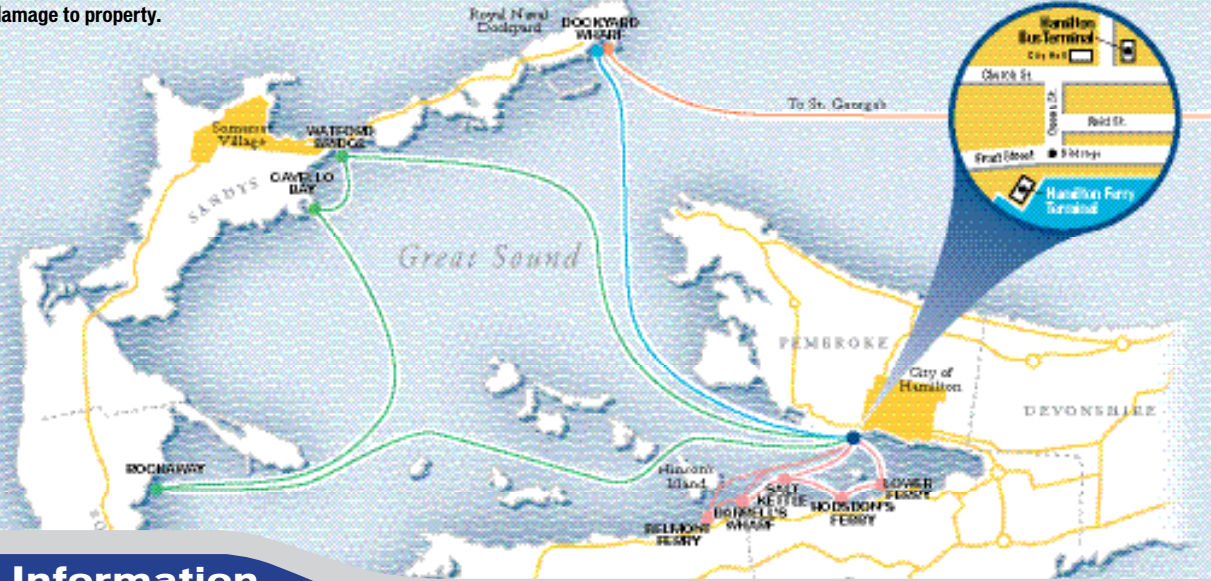 damage to property.
Royal Naval
Dockyard
DOCKYARD
WHARF
Hamilton
Bus Terminal
City Hall
Church St.
Queen St.
Reid St.
Front Street
Hamilton Ferry
Terminal
To St. George's
Somerset
Village
WATFORD
BRIDGE
CAVELLO
BAY
SANDYS
Great Sound
PEMBROKE
City of
Hamilton
DEVONSHIRE
ROCKAWAY
Hinson's
Island
SALT
KETTLE
LOWER
FERRY
HODSDON'S
FERRY
DARRELL'S
WHARF
BELMONT
FERRY
Information